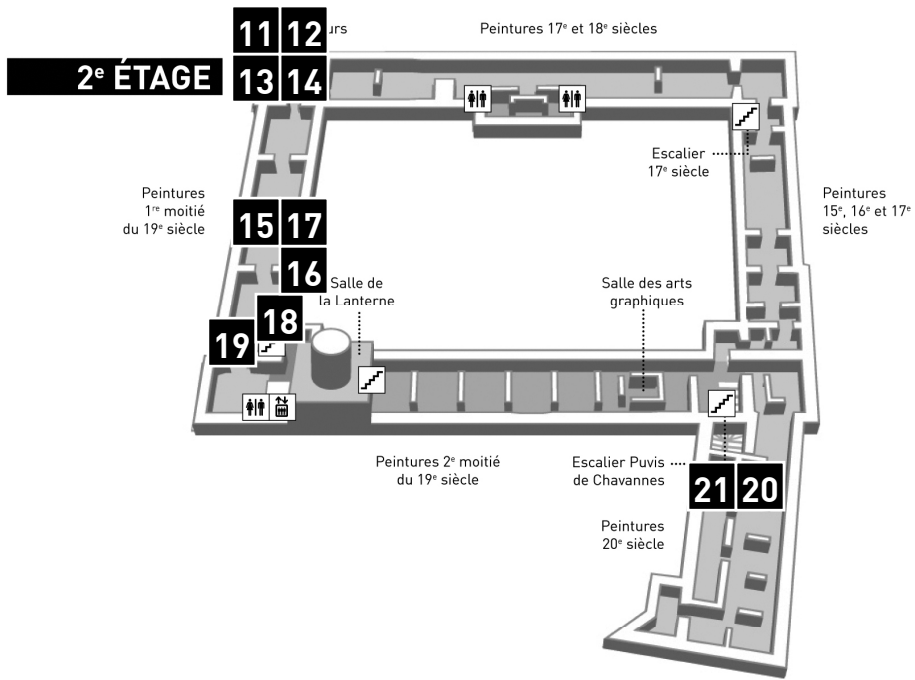 11 12
Peintures 17e et 18e siècles
2e ÉTAGE
13 14
Escalier
17e siècle
Peintures
1re moitié
du 19e siècle
Peintures
15e, 16e et 17e
siècles
15 17
16
Salle de
la Lanterne
Salle des arts
graphiques
18
19
Peintures 2e moitié
du 19e siècle
Escalier Puvis
de Chavannes
21 20
Peintures
20e siècle